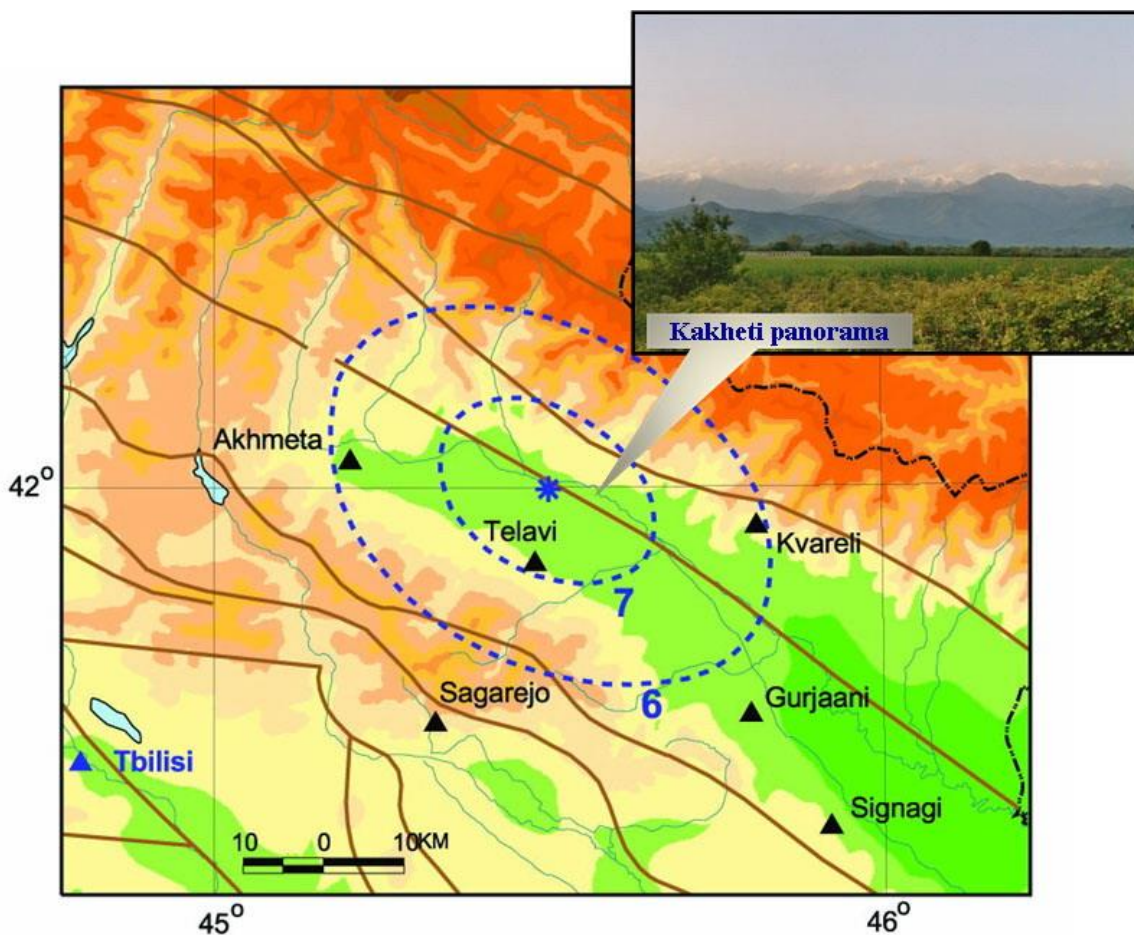 Kakheti panorama
Akhmeta
42°
Telavi
Kvareli
7
Sagarejo
6
Gurjaani
Tbilisi
Signagi
10 0 10KM
45°
46°